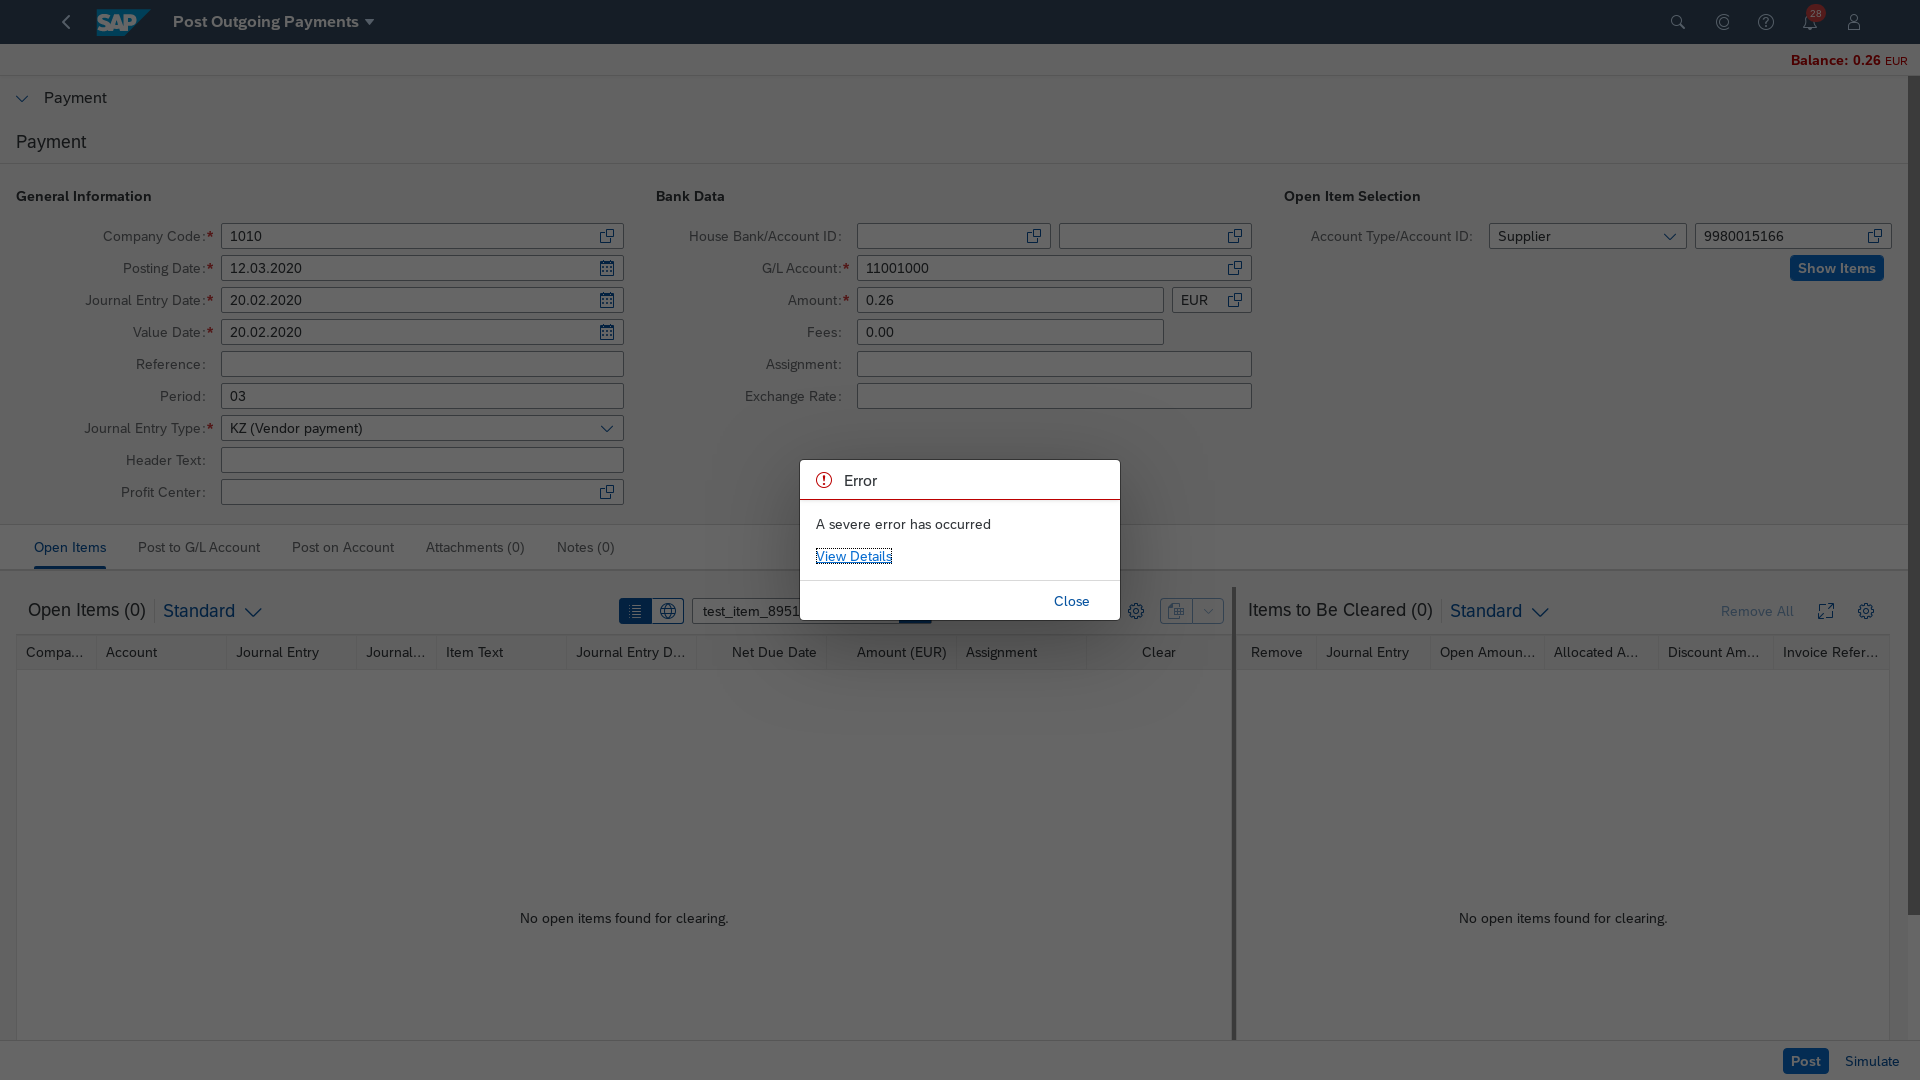 SAP Post Outgoing Payments
28
Balance: 0.26 EUR
Payment
Payment
General Information
Company Code:* 1010
Posting Date:* 12.03.2020
Journal Entry Date:* 20.02.2020
Value Date:* 20.02.2020
Reference:
Period: 03
Journal Entry Type:* KZ (Vendor payment)
Header Text:
Profit Center:
Bank Data
House Bank/Account ID:
G/L Account:* 11001000
Amount:* 0.26 EUR
Fees: 0.00
Assignment:
Exchange Rate:
Open Item Selection
Account Type/Account ID: Supplier 9980015166
Show Items
Error
A severe error has occurred
View Details
Close
Open Items Post to G/L Account Post on Account Attachments (0) Notes (0)
Open Items (0) Standard test_item_8951
Compa... Account Journal Entry Journal... Item Text Journal Entry D... Net Due Date Amount (EUR) Assignment Clear
No open items found for clearing.
Items to Be Cleared (0) Standard Remove All
Remove Journal Entry Open Amoun... Allocated A... Discount Am... Invoice Refer...
No open items found for clearing.
Post Simulate